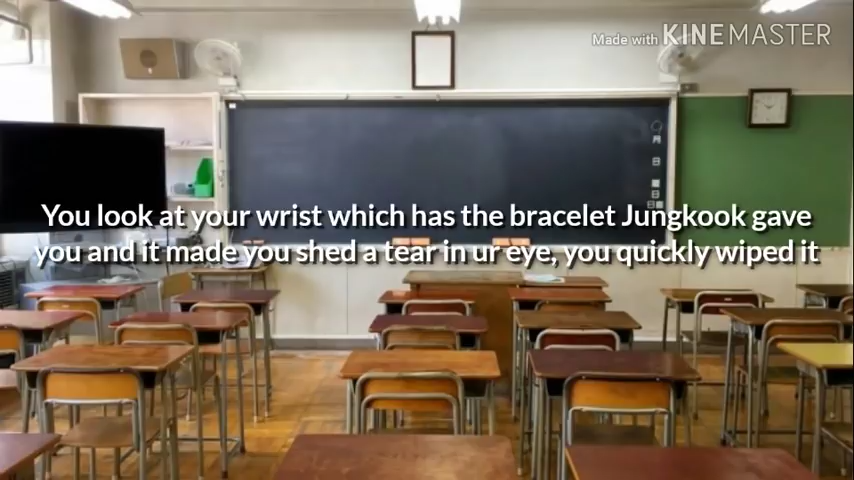 Made with KINEMASTER
You look at your wrist which has the bracelet Jungkook gave
you and it made you shed a tear in ur eye, you quickly wiped it